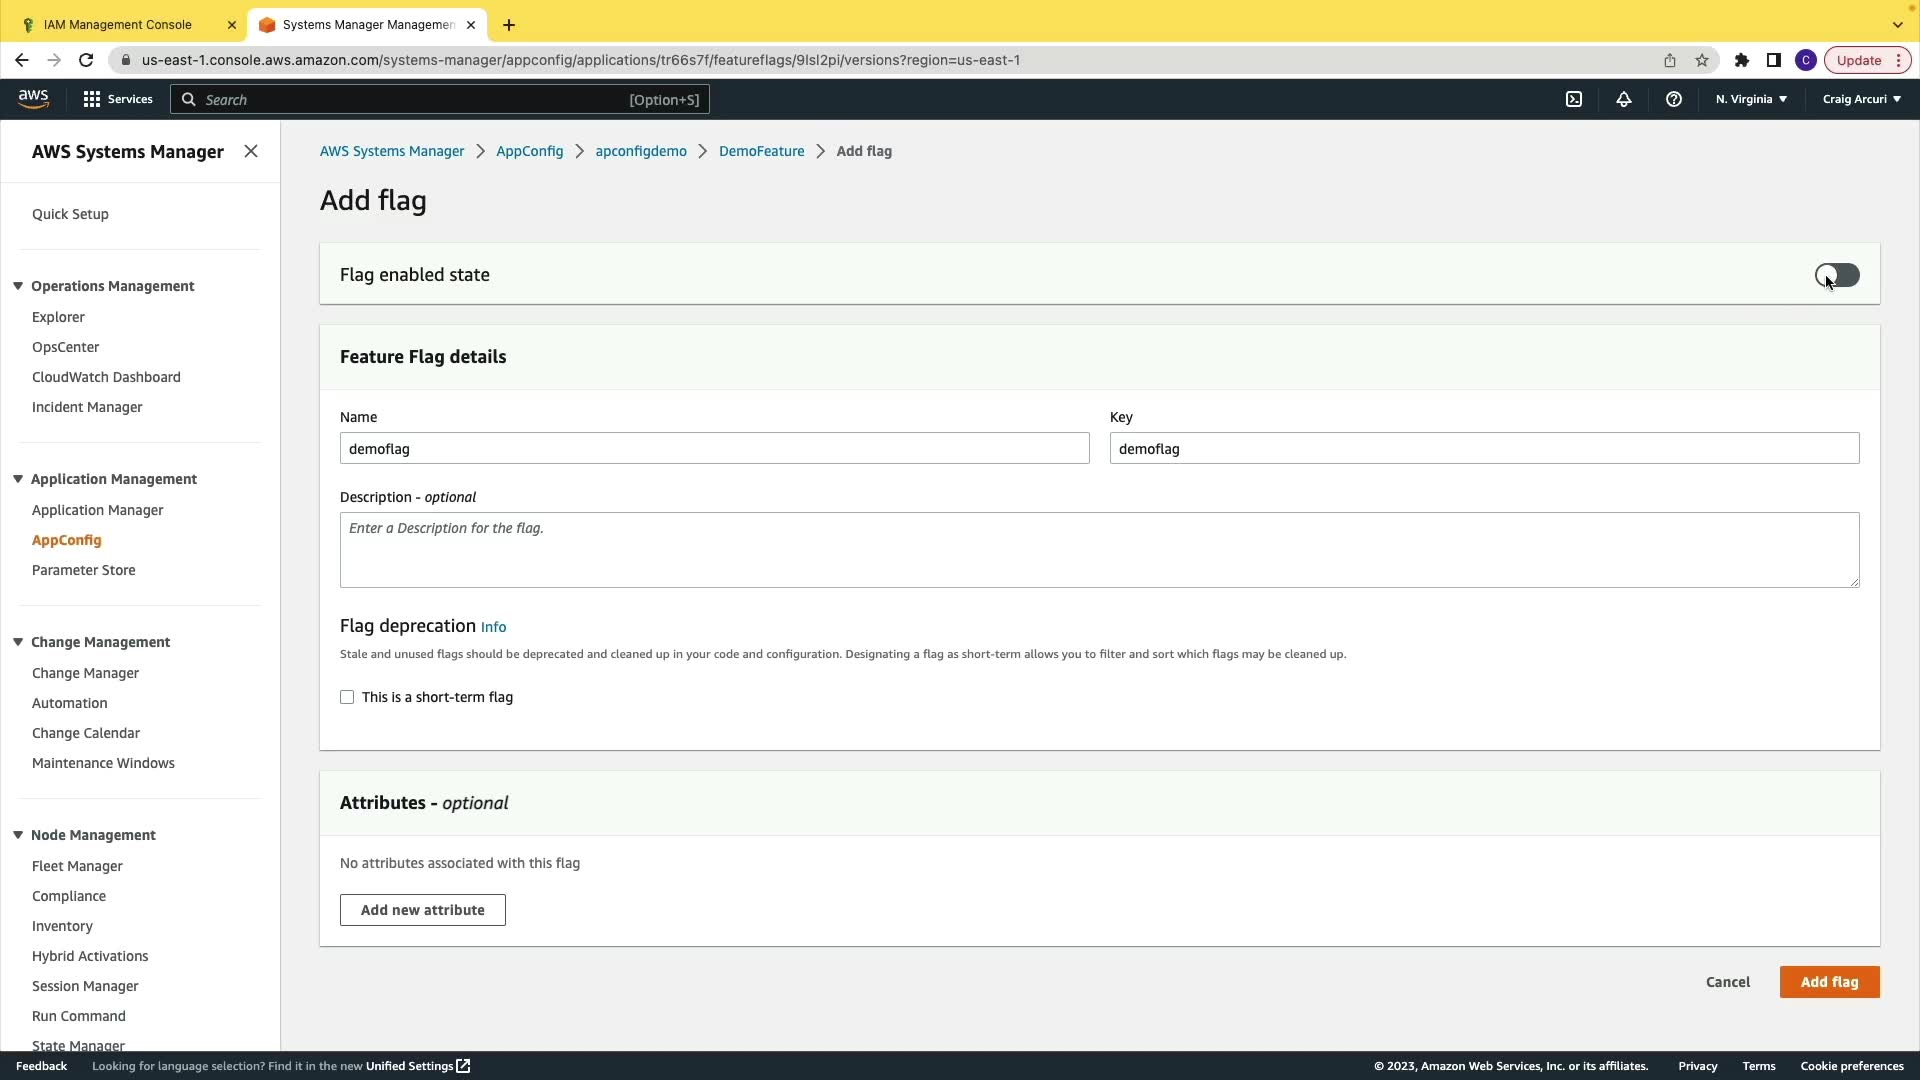 IAM Management Console
Systems Manager Managemen
us-east-1.console.aws.amazon.com/systems-manager/appconfig/applications/tr66s7f/featureflags/9lsl2pi/versions?region=us-east-1
C
Update
aws
Services
Search
[Option+S]
N. Virginia
Craig Arcuri
AWS Systems Manager
Quick Setup
Operations Management
Explorer
OpsCenter
CloudWatch Dashboard
Incident Manager
Application Management
Application Manager
AppConfig
Parameter Store
Change Management
Change Manager
Automation
Change Calendar
Maintenance Windows
Node Management
Fleet Manager
Compliance
Inventory
Hybrid Activations
Session Manager
Run Command
State Manager
AWS Systems Manager > AppConfig > apconfigdemo > DemoFeature > Add flag
Add flag
Flag enabled state
Feature Flag details
Name
Key
demoflag
demoflag
Description - optional
Enter a Description for the flag.
Flag deprecation Info
Stale and unused flags should be deprecated and cleaned up in your code and configuration. Designating a flag as short-term allows you to filter and sort which flags may be cleaned up.
This is a short-term flag
Attributes - optional
No attributes associated with this flag
Add new attribute
Cancel
Add flag
Feedback
Looking for language selection? Find it in the new Unified Settings
© 2023, Amazon Web Services, Inc. or its affiliates.
Privacy
Terms
Cookie preferences